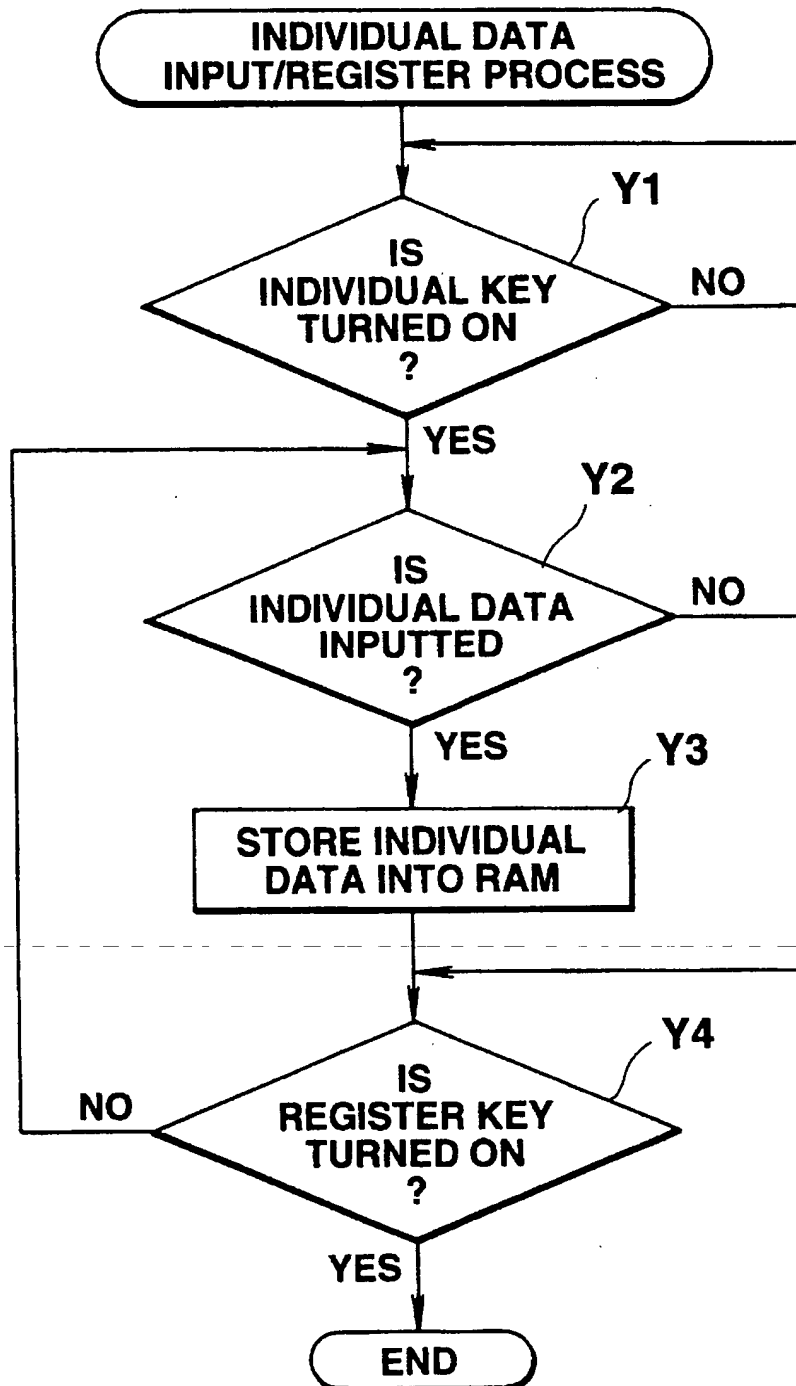 INDIVIDUAL DATA
INPUT/REGISTER PROCESS
Y1
IS
INDIVIDUAL KEY
TURNED ON
?
NO
YES
Y2
IS
INDIVIDUAL DATA
INPUTTED
?
NO
YES
Y3
STORE INDIVIDUAL
DATA INTO RAM
Y4
IS
REGISTER KEY
TURNED ON
?
NO
YES
END